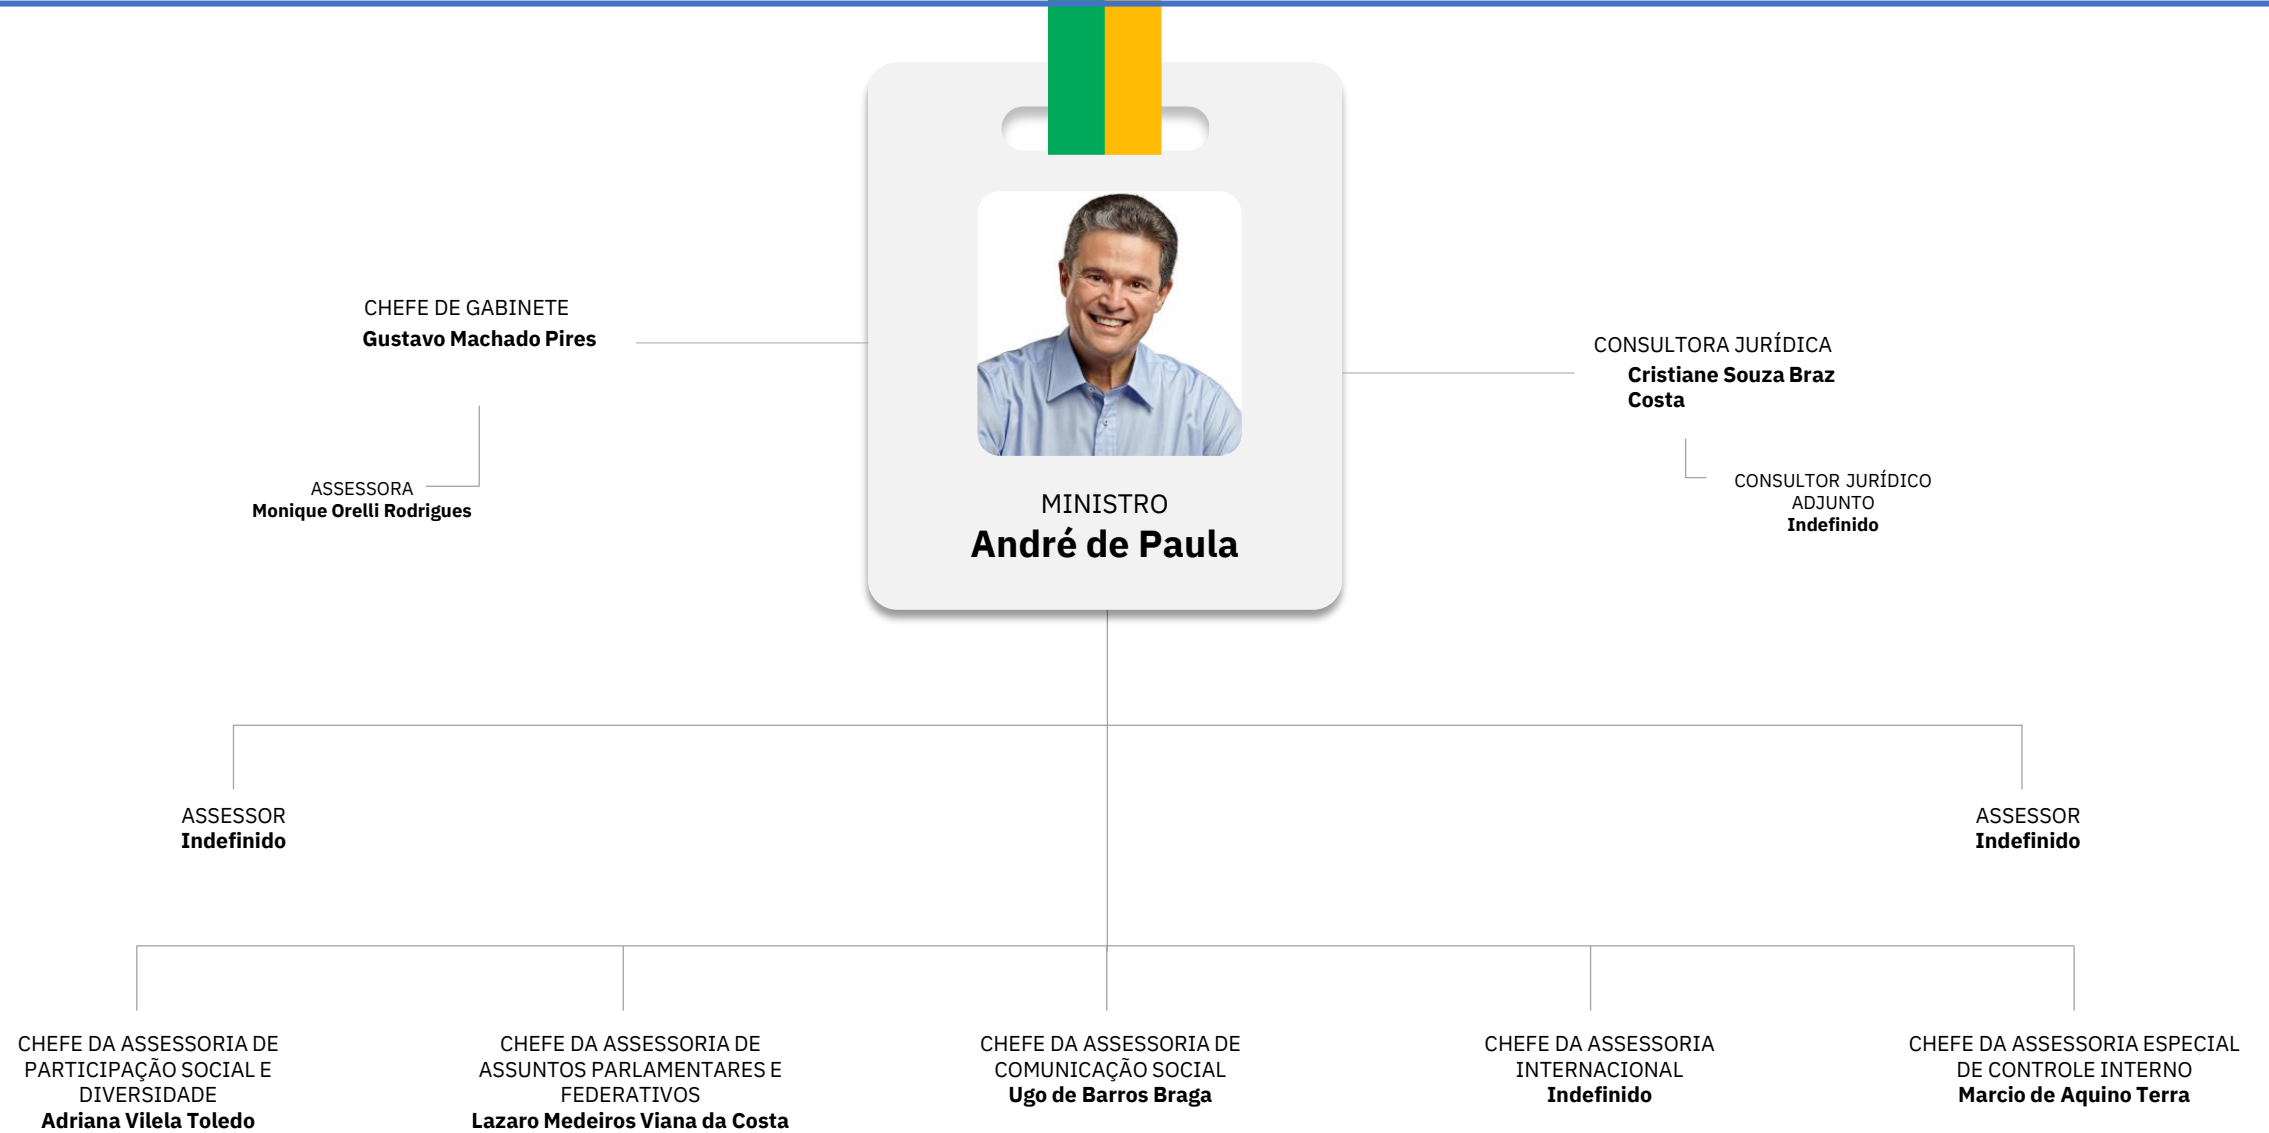 CHEFE DE GABINETE
Gustavo Machado Pires
ASSESSORA
Monique Orelli Rodrigues
MINISTRO
André de Paula
CONSULTORA JURÍDICA
Cristiane Souza Braz
Costa
CONSULTOR JURÍDICO
ADJUNTO
Indefinido
ASSESSOR
Indefinido
ASSESSOR
Indefinido
CHEFE DA ASSESSORIA DE
PARTICIPAÇÃO SOCIAL E
DIVERSIDADE
Adriana Vilela Toledo
CHEFE DA ASSESSORIA DE
ASSUNTOS PARLAMENTARES E
FEDERATIVOS
Lazaro Medeiros Viana da Costa
CHEFE DA ASSESSORIA DE
COMUNICAÇÃO SOCIAL
Ugo de Barros Braga
CHEFE DA ASSESSORIA
INTERNACIONAL
Indefinido
CHEFE DA ASSESSORIA ESPECIAL
DE CONTROLE INTERNO
Marcio de Aquino Terra